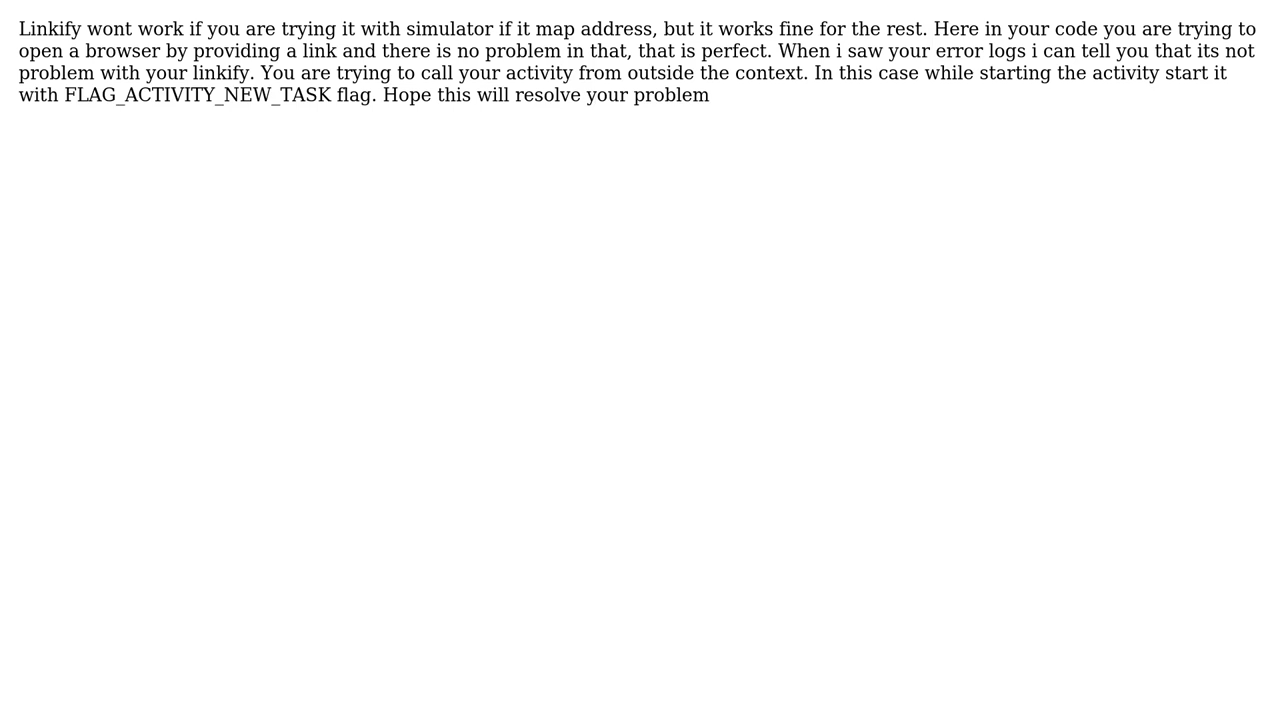 Linkify wont work if you are trying it with simulator if it map address, but it works fine for the rest. Here in your code you are trying to
open a browser by providing a link and there is no problem in that, that is perfect. When i saw your error logs i can tell you that its not
problem with your linkify. You are trying to call your activity from outside the context. In this case while starting the activity start it
with FLAG_ACTIVITY_NEW_TASK flag. Hope this will resolve your problem